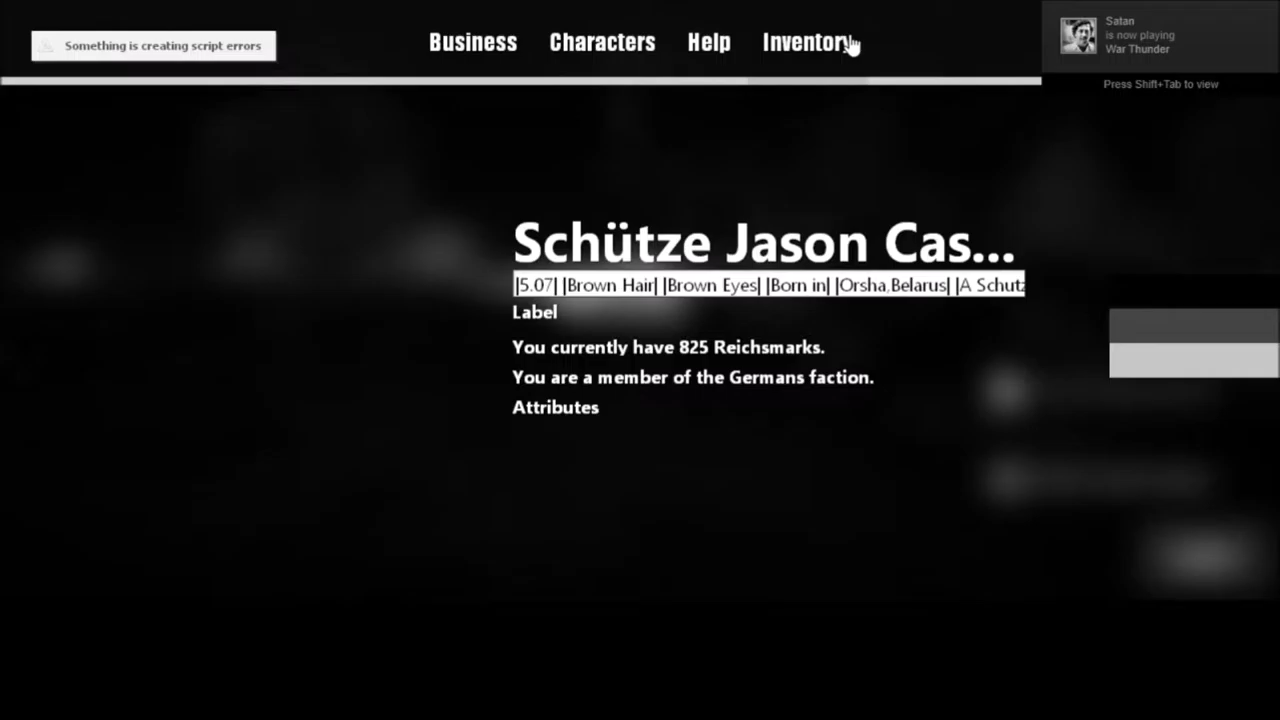 Something is creating script errors
Business Characters Help Inventory
Satan
is now playing
War Thunder
Press Shift+Tab to view
Schütze Jason Cas...
|5.07| |Brown Hair| |Brown Eyes| |Born in| |Orsha,Belarus| |A Schutz
Label
You currently have 825 Reichsmarks.
You are a member of the Germans faction.
Attributes